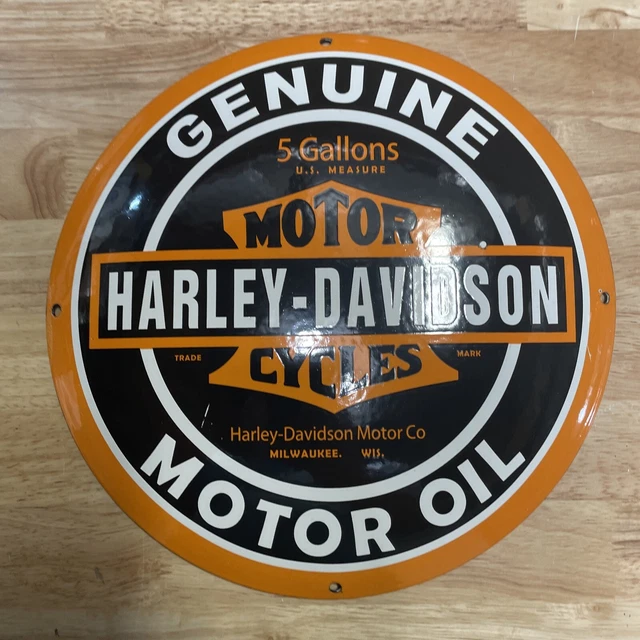 GENUINE
5 Gallons
U.S. MEASURE
MOTOR
HARLEY-DAVIDSON
TRADE MARK
CYCLES
Harley-Davidson Motor Co
MILWAUKEE. WIS.
MOTOR OIL